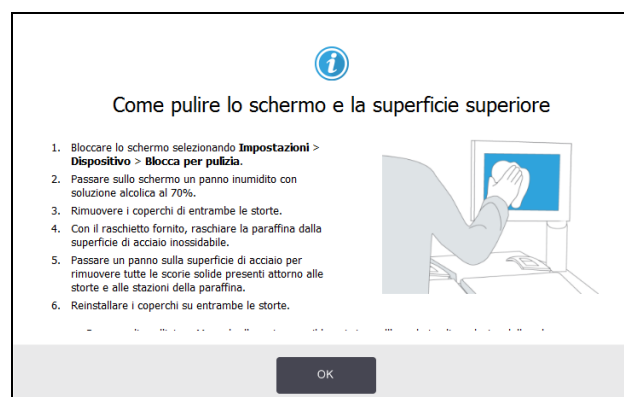 i
Come pulire lo schermo e la superficie superiore
1. Bloccare lo schermo selezionando Impostazioni >
Dispositivo > Blocca per pulizia.
2. Passare sullo schermo un panno inumidito con
soluzione alcolica al 70%.
3. Rimuovere i coperchi di entrambe le storte.
4. Con il raschietto fornito, raschiare la paraffina dalla
superficie di acciaio inossidabile.
5. Passare un panno sulla superficie di acciaio per
rimuovere tutte le scorie solide presenti attorno alle
storte e alle stazioni della paraffina.
6. Reinstallare i coperchi su entrambe le storte.
OK